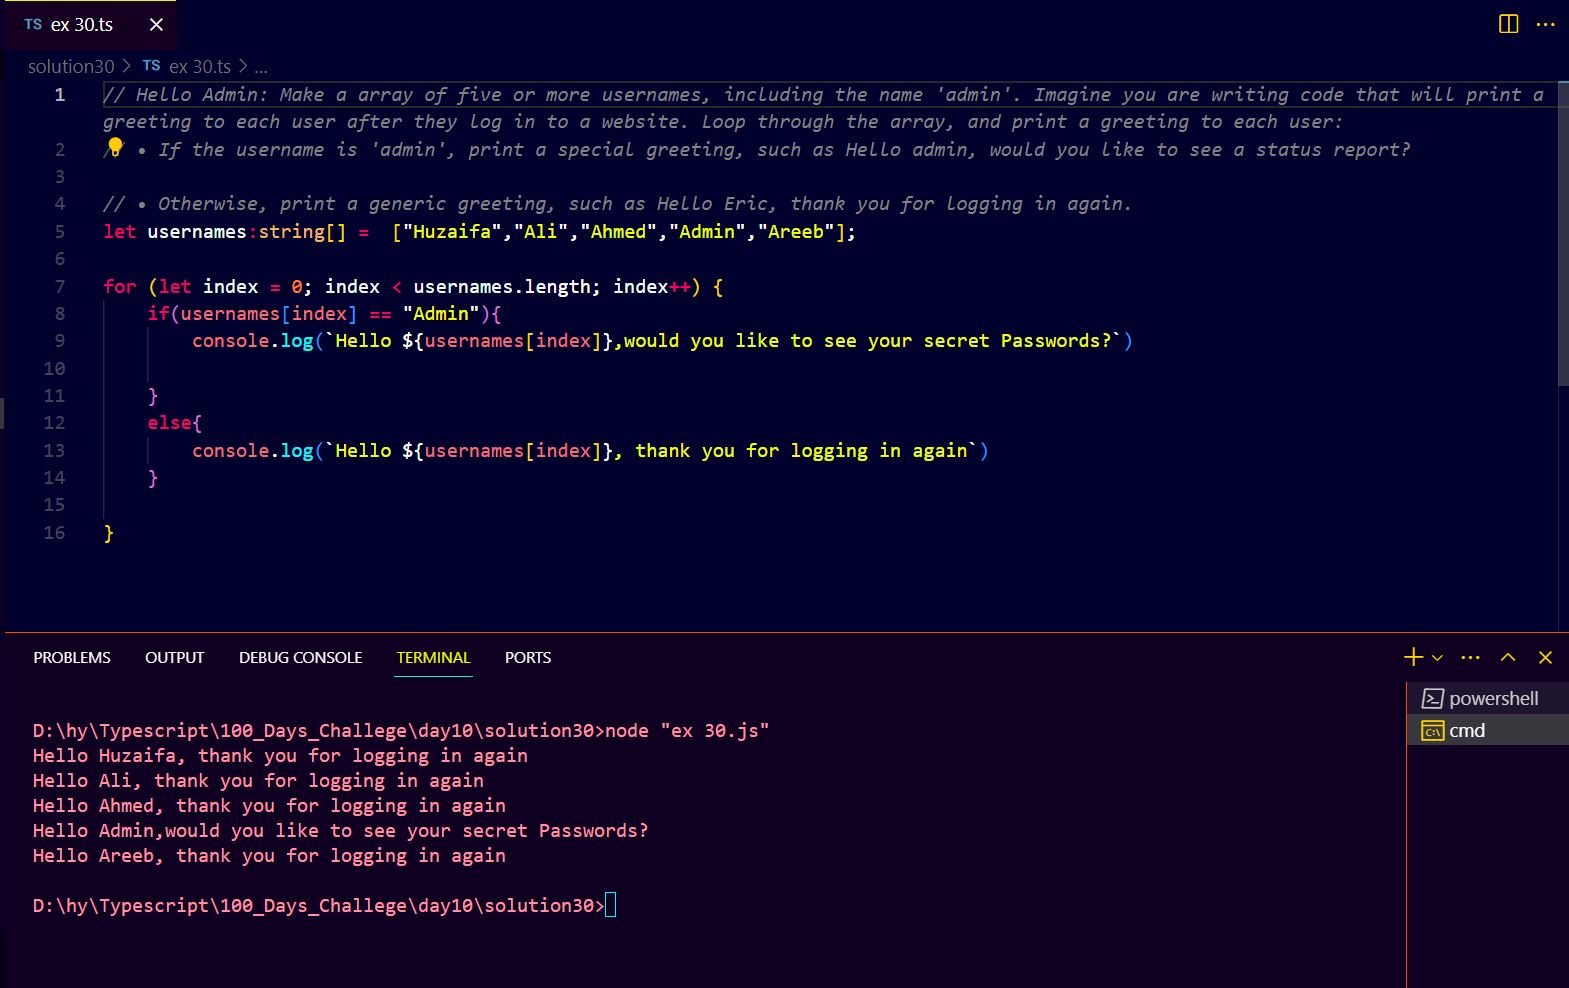 TS ex 30.ts
solution30 > TS ex 30.ts > ...
1 // Hello Admin: Make a array of five or more usernames, including the name 'admin'. Imagine you are writing code that will print a
greeting to each user after they log in to a website. Loop through the array, and print a greeting to each user:
2 // • If the username is 'admin', print a special greeting, such as Hello admin, would you like to see a status report?
3
4 // • Otherwise, print a generic greeting, such as Hello Eric, thank you for logging in again.
5 let usernames:string[] =  ["Huzaifa","Ali","Ahmed","Admin","Areeb"];
6
7 for (let index = 0; index < usernames.length; index++) {
8     if(usernames[index] == "Admin"){
9         console.log(`Hello ${usernames[index]},would you like to see your secret Passwords?`)
10
11     }
12     else{
13         console.log(`Hello ${usernames[index]}, thank you for logging in again`)
14     }
15
16 }
PROBLEMS OUTPUT DEBUG CONSOLE TERMINAL PORTS
powershell
cmd
D:\hy\Typescript\100_Days_Challege\day10\solution30>node "ex 30.js"
Hello Huzaifa, thank you for logging in again
Hello Ali, thank you for logging in again
Hello Ahmed, thank you for logging in again
Hello Admin,would you like to see your secret Passwords?
Hello Areeb, thank you for logging in again
D:\hy\Typescript\100_Days_Challege\day10\solution30>